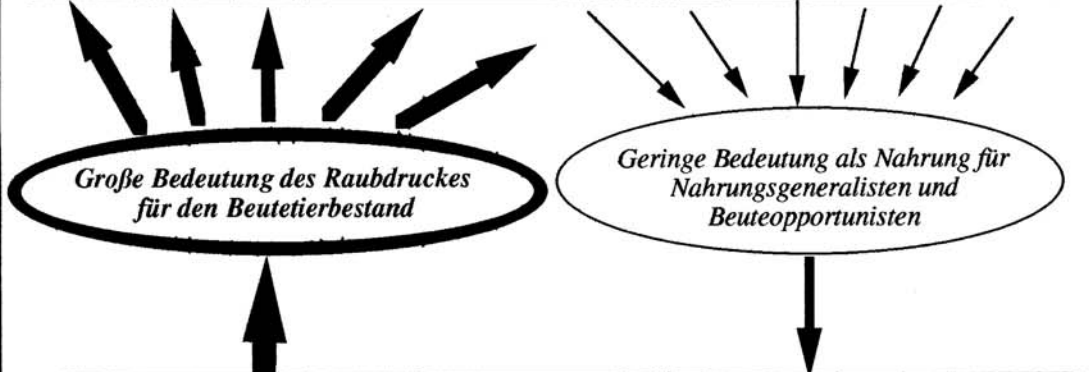 Große Bedeutung des Raubdruckes
für den Beutetierbestand
Geringe Bedeutung als Nahrung für
Nahrungsgeneralisten und
Beuteopportunisten